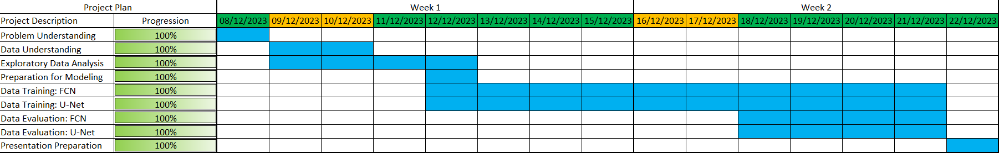 Project Plan Week 1 Week 2
Project Description Progression 08/12/2023 09/12/2023 10/12/2023 11/12/2023 12/12/2023 13/12/2023 14/12/2023 15/12/2023 16/12/2023 17/12/2023 18/12/2023 19/12/2023 20/12/2023 21/12/2023 22/12/2023
Problem Understanding 100%
Data Understanding 100%
Exploratory Data Analysis 100%
Preparation for Modeling 100%
Data Training: FCN 100%
Data Training: U-Net 100%
Data Evaluation: FCN 100%
Data Evaluation: U-Net 100%
Presentation Preparation 100%